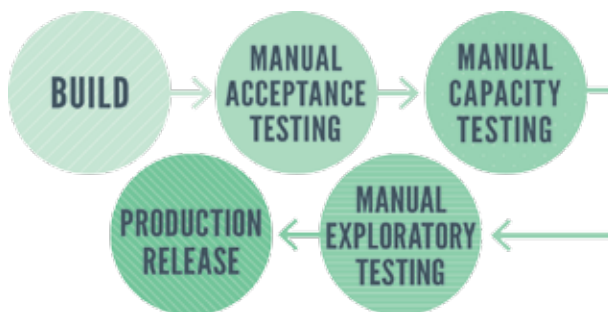 BUILD
MANUAL
ACCEPTANCE
TESTING
MANUAL
CAPACITY
TESTING
MANUAL
EXPLORATORY
TESTING
PRODUCTION
RELEASE